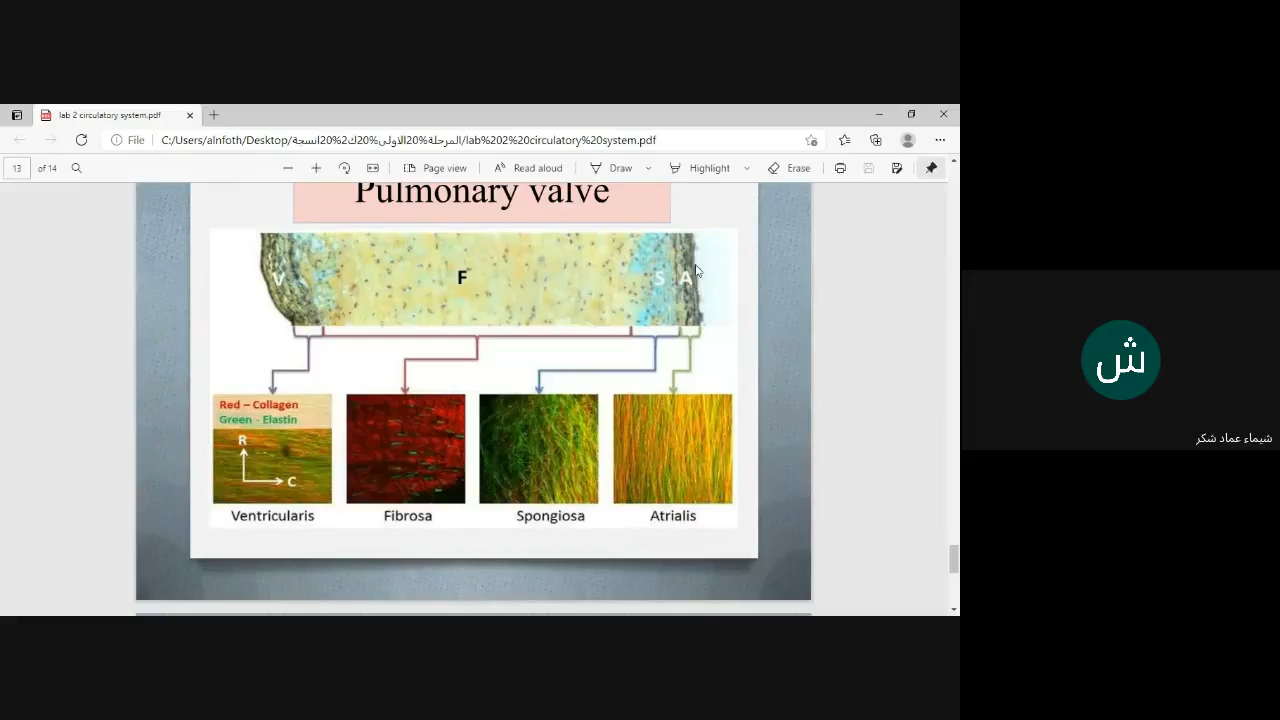 lab 2 circulatory system.pdf
File
C:/Users/alnfoth/Desktop/المرحلة%20الاولى%20ك2%20انسجة/lab%202%20circulatory%20system.pdf
13 of 14
Page view
Read aloud
Draw
Highlight
Erase
Pulmonary valve
V
F
S
A
Red – Collagen
Green - Elastin
R
C
Ventricularis
Fibrosa
Spongiosa
Atrialis
ش
شيماء عماد شكر